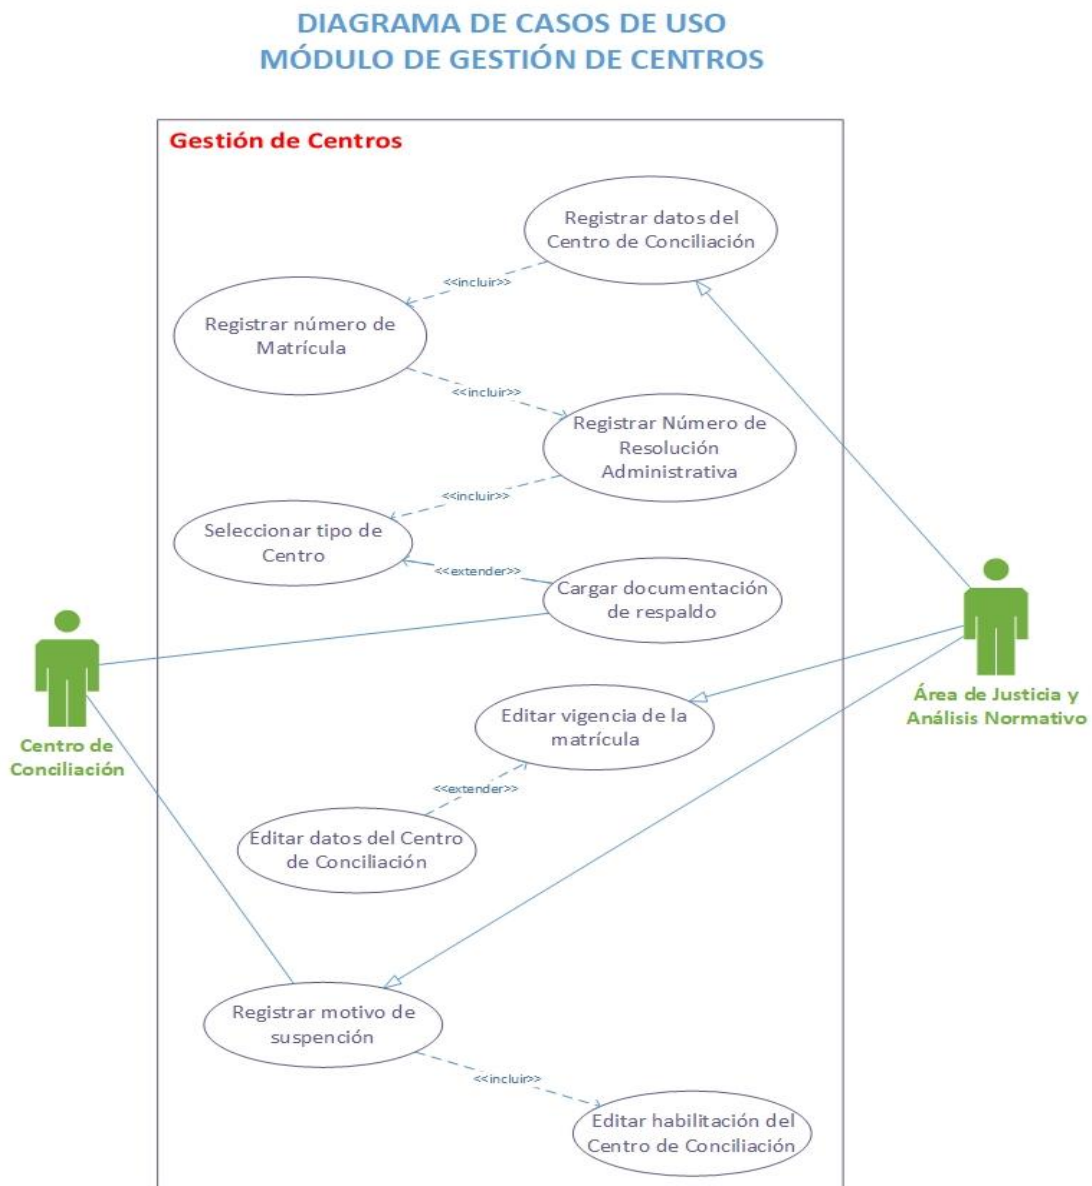 DIAGRAMA DE CASOS DE USO
MÓDULO DE GESTIÓN DE CENTROS
Gestión de Centros
Registrar datos del
Centro de Conciliación
<<incluir>>
Registrar número de
Matrícula
<<incluir>>
Registrar Número de
Resolución
Administrativa
<<incluir>>
Seleccionar tipo de
Centro
<<extender>>
Cargar documentación
de respaldo
Centro de
Conciliación
Área de Justicia y
Análisis Normativo
Editar vigencia de la
matrícula
<<extender>>
Editar datos del Centro
de Conciliación
Registrar motivo de
suspención
<<incluir>>
Editar habilitación del
Centro de Conciliación